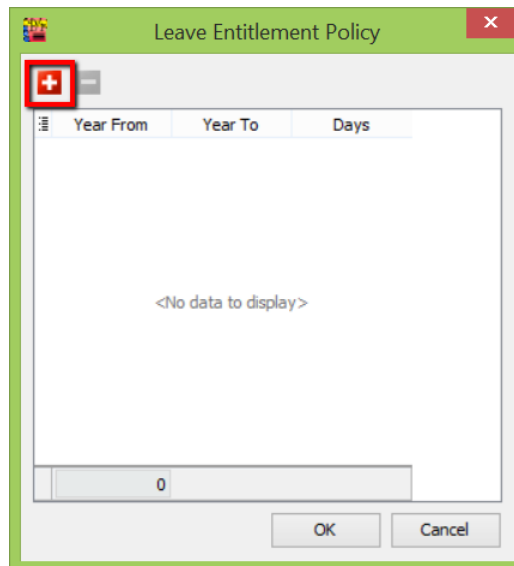 Leave Entitlement Policy
Year From Year To Days
<No data to display>
0
OK Cancel